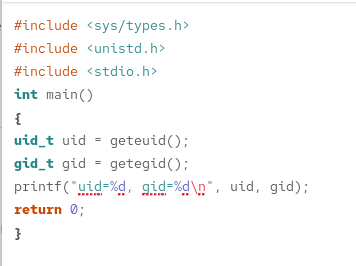 #include <sys/types.h>
#include <unistd.h>
#include <stdio.h>
int main()
{
uid_t uid = geteuid();
gid_t gid = getegid();
printf("uid=%d, gid=%d\n", uid, gid);
return 0;
}